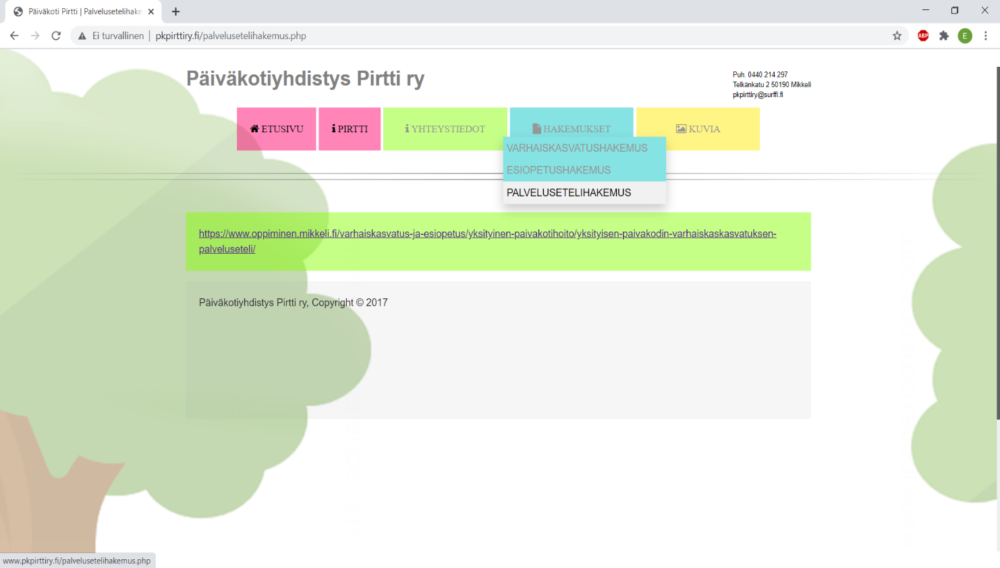 Päiväkoti Pirtti | Palvelusetelihake
Ei turvallinen | pkpirttiry.fi/palvelusetelihakemus.php
ABP
E
Päiväkotiyhdistys Pirtti ry
Puh. 0440 214 297
Telkänkatu 2 50190 Mikkeli
pkpirttiry@surffi.fi
ETUSIVU
PIRTTI
YHTEYSTIEDOT
HAKEMUKSET
KUVIA
VARHAISKASVATUSHAKEMUS
ESIOPETUSHAKEMUS
PALVELUSETELIHAKEMUS
https://www.oppiminen.mikkeli.fi/varhaiskasvatus-ja-esiopetus/yksityinen-paivakotihoito/yksityisen-paivakodin-varhaiskaskasvatuksen-
palveluseteli/
Päiväkotiyhdistys Pirtti ry, Copyright © 2017
www.pkpirttiry.fi/palvelusetelihakemus.php